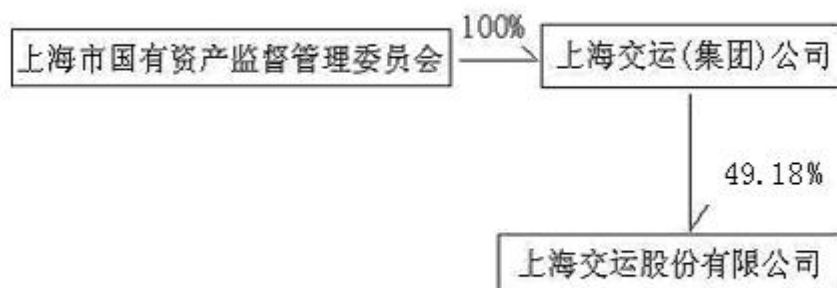 100%
上海市国有资产监督管理委员会
上海交运(集团)公司
49.18%
上海交运股份有限公司